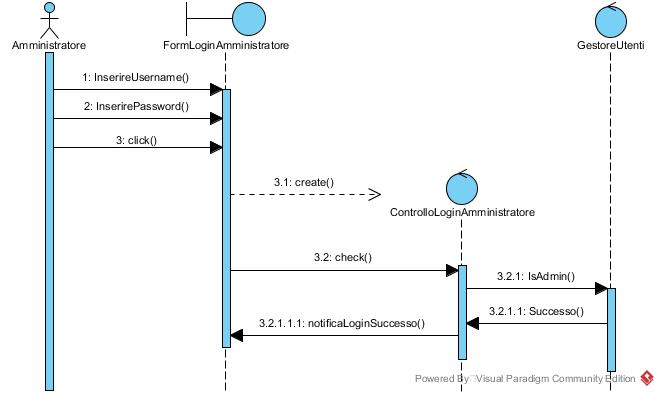 Amministratore
FormLoginAmministratore
GestoreUtenti
1: InserireUsername()
2: InserirePassword()
3: click()
3.1: create()
ControlloLoginAmministratore
3.2: check()
3.2.1: IsAdmin()
3.2.1.1: Successo()
3.2.1.1.1: notificaLoginSuccesso()
Powered By Visual Paradigm Community Edition